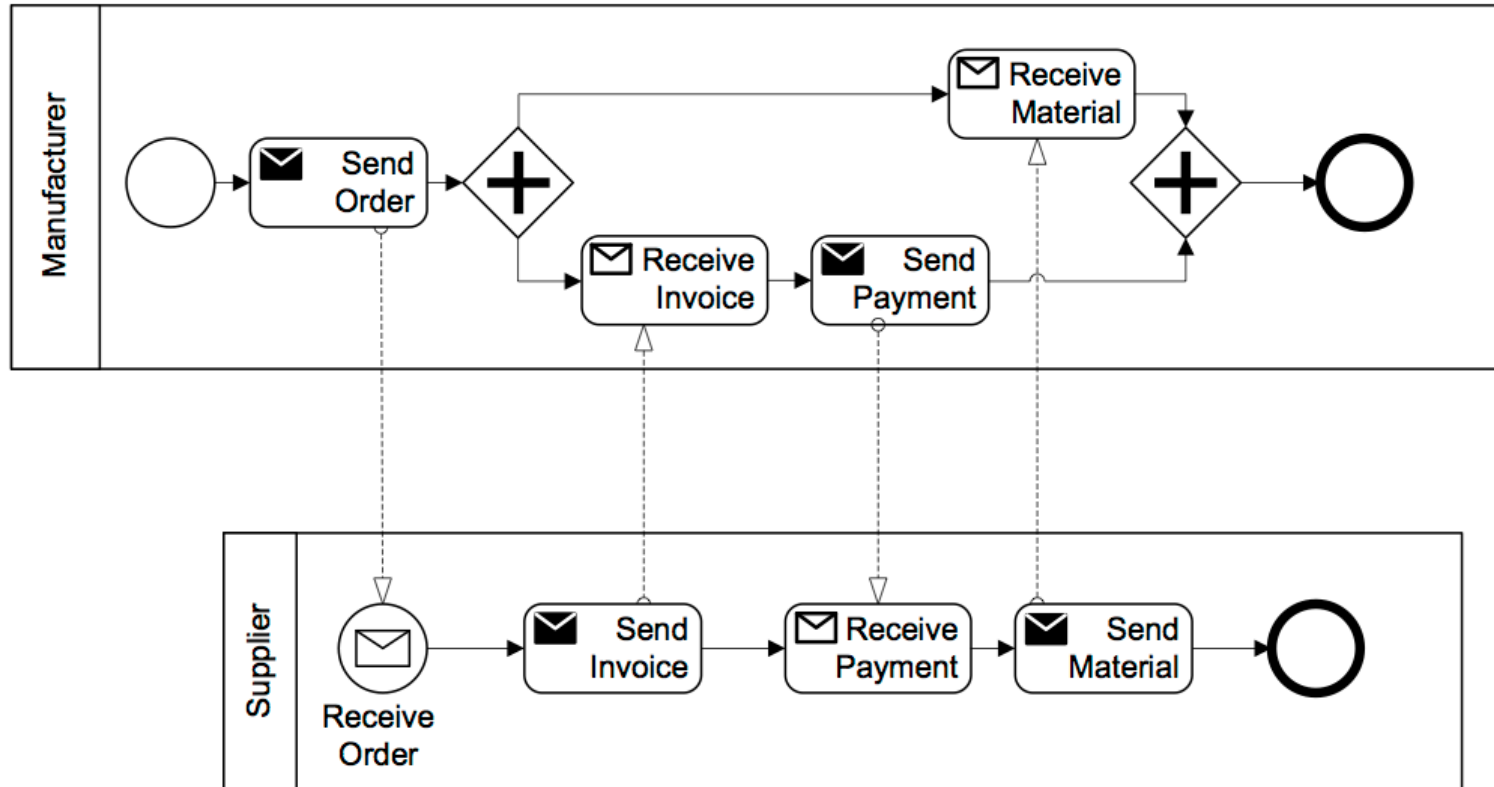 Manufacturer
Send
Order
Receive
Invoice
Send
Payment
Receive
Material
Supplier
Receive
Order
Send
Invoice
Receive
Payment
Send
Material